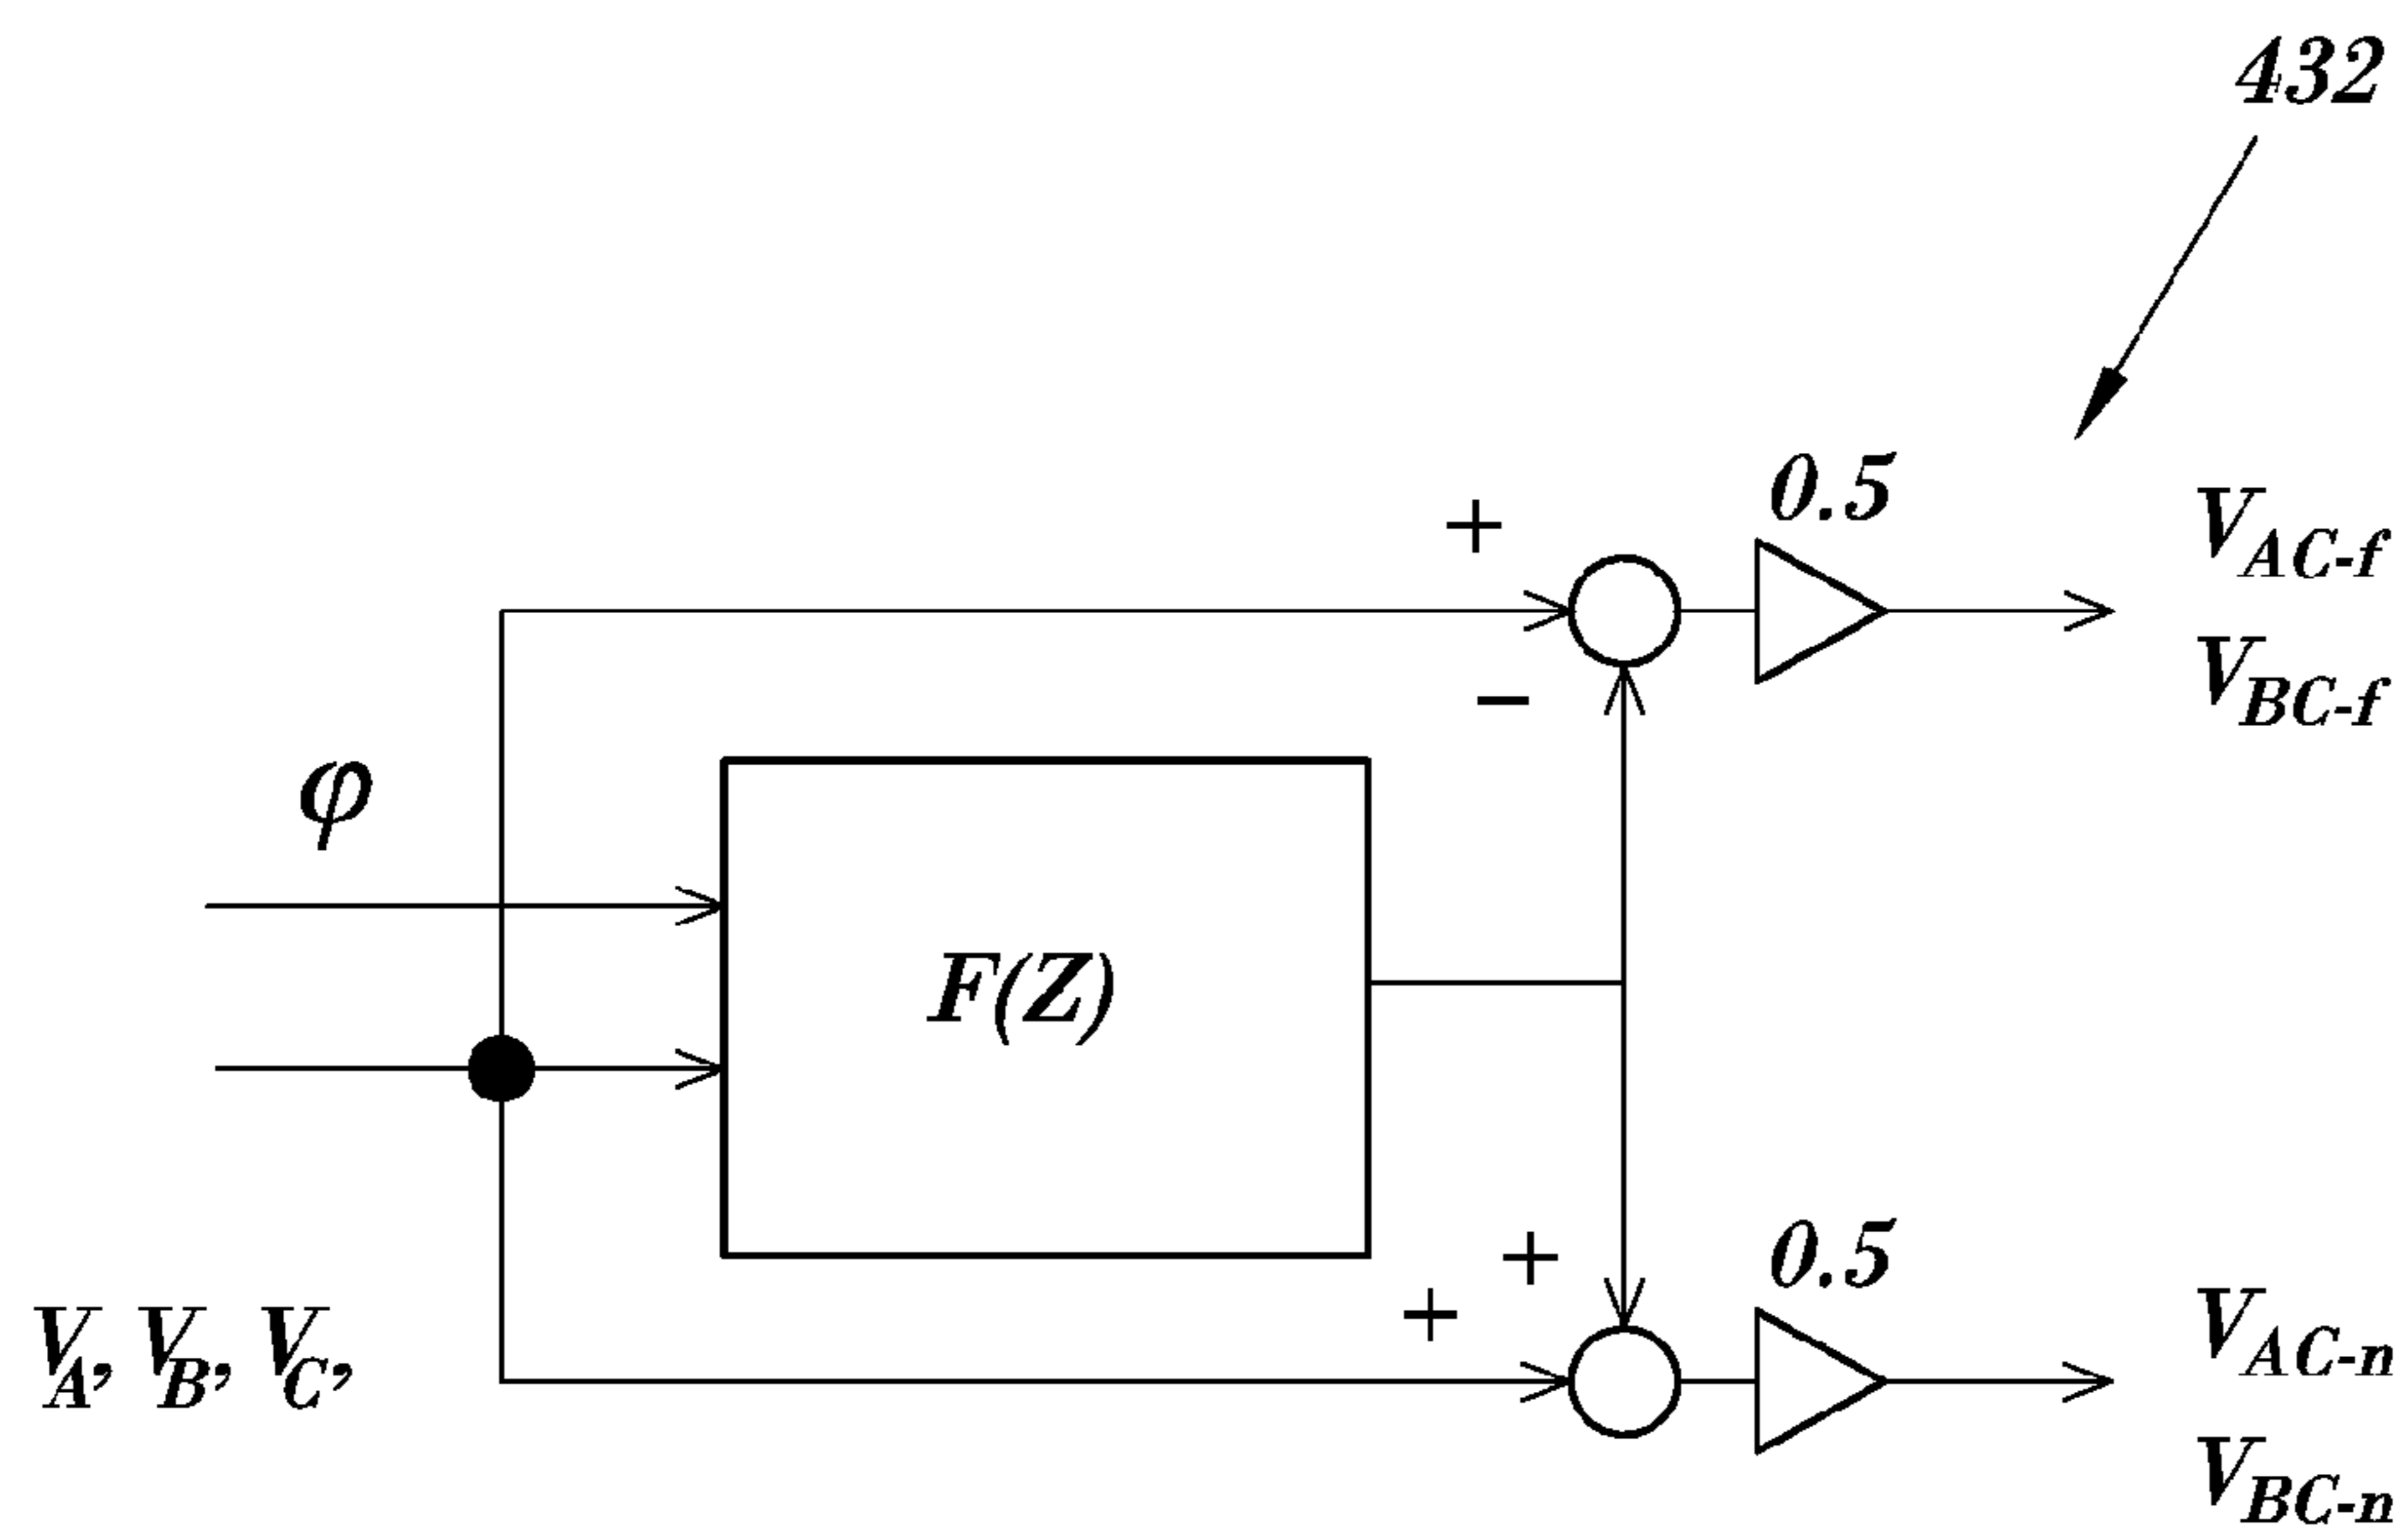 432
+
0.5
V_AC-f
−
V_BC-f
φ
F(Z)
+
0.5
+
V_A, V_B, V_C,
V_AC-n
V_BC-n